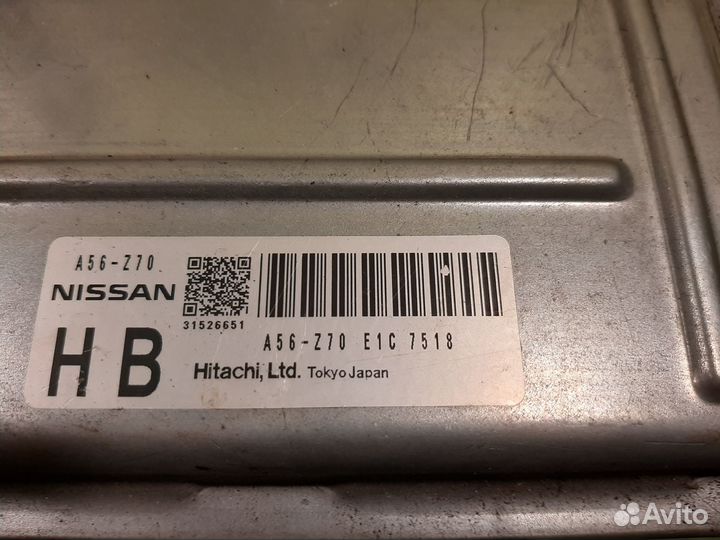 A56-Z70
NISSAN
HB
31526651
A56-Z70 E1C 7518
Hitachi, Ltd. Tokyo Japan
Avito